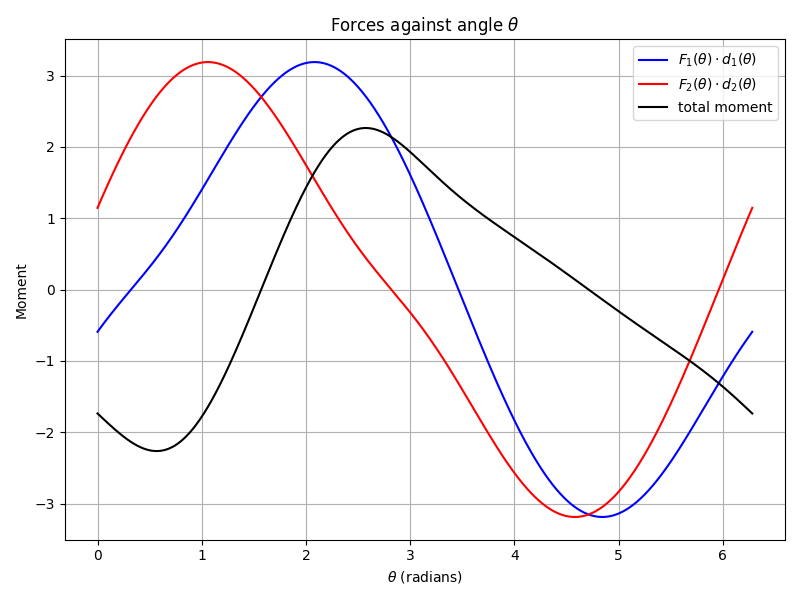 Forces against angle θ
F₁(θ) · d₁(θ)
F₂(θ) · d₂(θ)
total moment
Moment
3
2
1
0
−1
−2
−3
0 1 2 3 4 5 6
θ (radians)